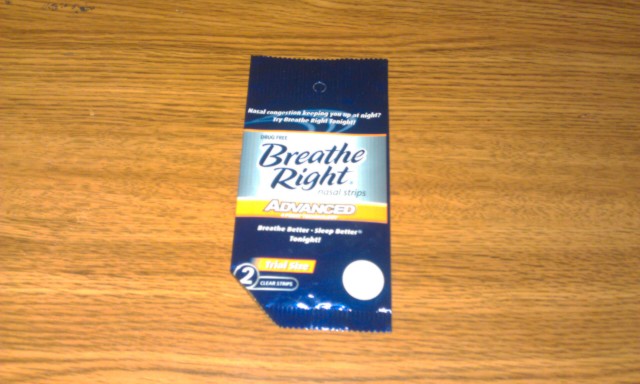 Nasal congestion keeping you up at night?
Try Breathe Right Tonight!
DRUG-FREE
Breathe
Right®
nasal strips
ADVANCED
Breathe Better • Sleep Better®
Tonight!
Trial Size
2
CLEAR STRIPS